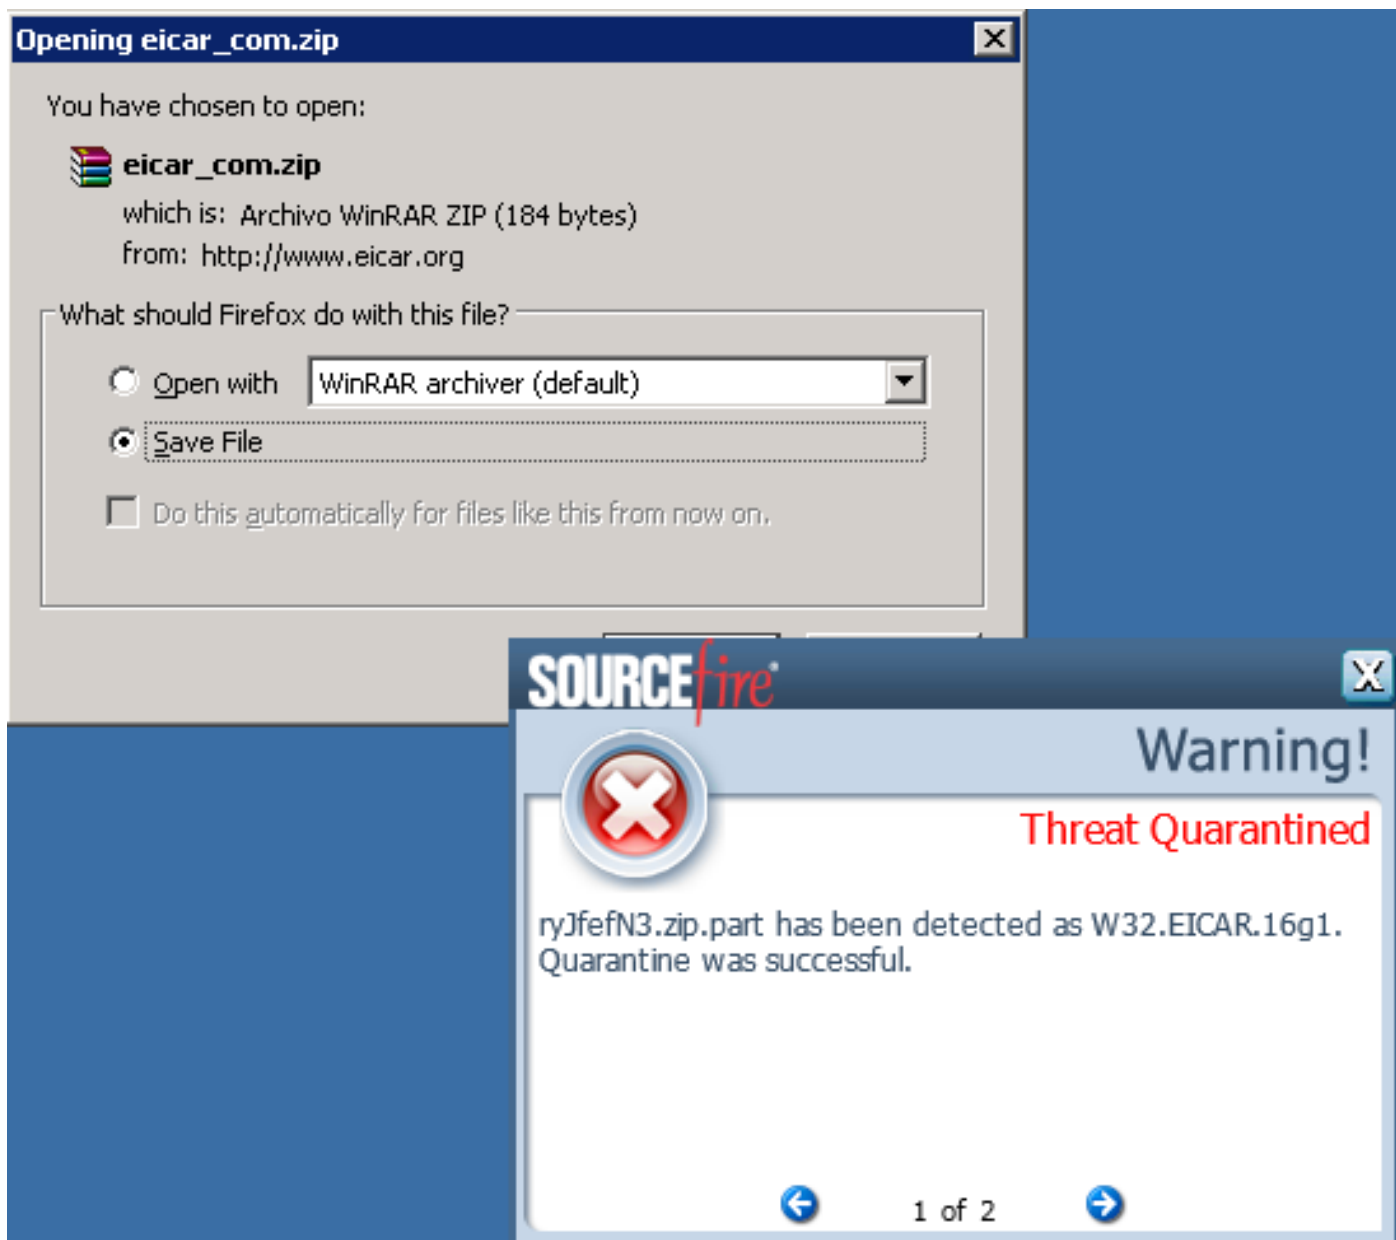 Opening eicar_com.zip
You have chosen to open:
eicar_com.zip
which is: Archivo WinRAR ZIP (184 bytes)
from: http://www.eicar.org
What should Firefox do with this file?
Open with WinRAR archiver (default)
Save File
Do this automatically for files like this from now on.
SOURCEfire®
Warning!
Threat Quarantined
ryJfefN3.zip.part has been detected as W32.EICAR.16g1.
Quarantine was successful.
1 of 2